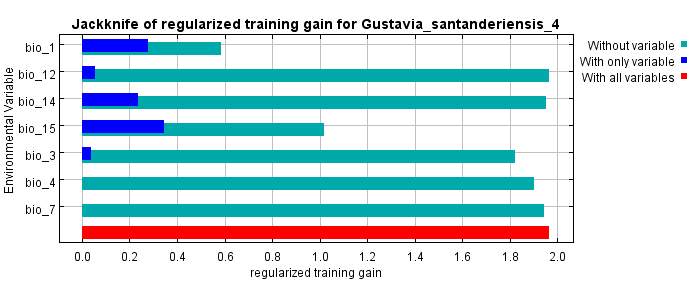 Jackknife of regularized training gain for Gustavia_santanderiensis_4
Environmental Variable
bio_1
bio_12
bio_14
bio_15
bio_3
bio_4
bio_7
0.0 0.2 0.4 0.6 0.8 1.0 1.2 1.4 1.6 1.8 2.0
regularized training gain
Without variable
With only variable
With all variables